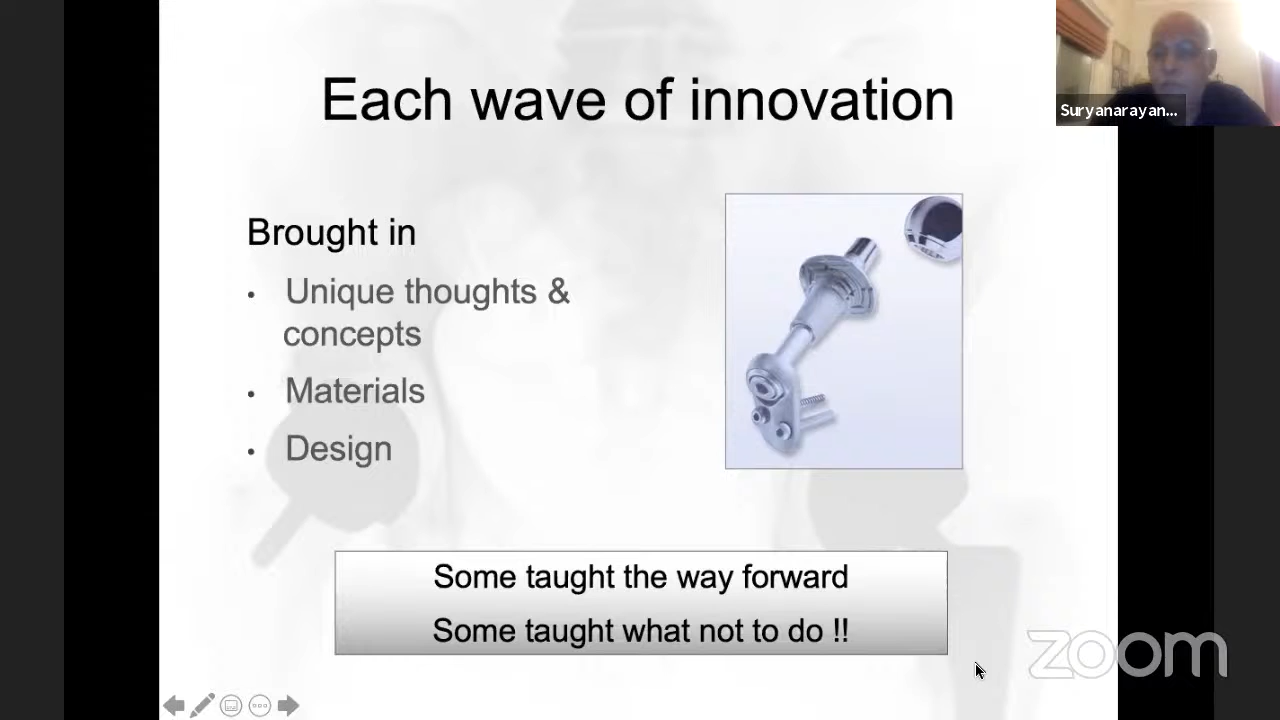 Each wave of innovation
Suryanarayan...
Brought in
• Unique thoughts &
concepts
• Materials
• Design
Some taught the way forward
Some taught what not to do !!
zoom